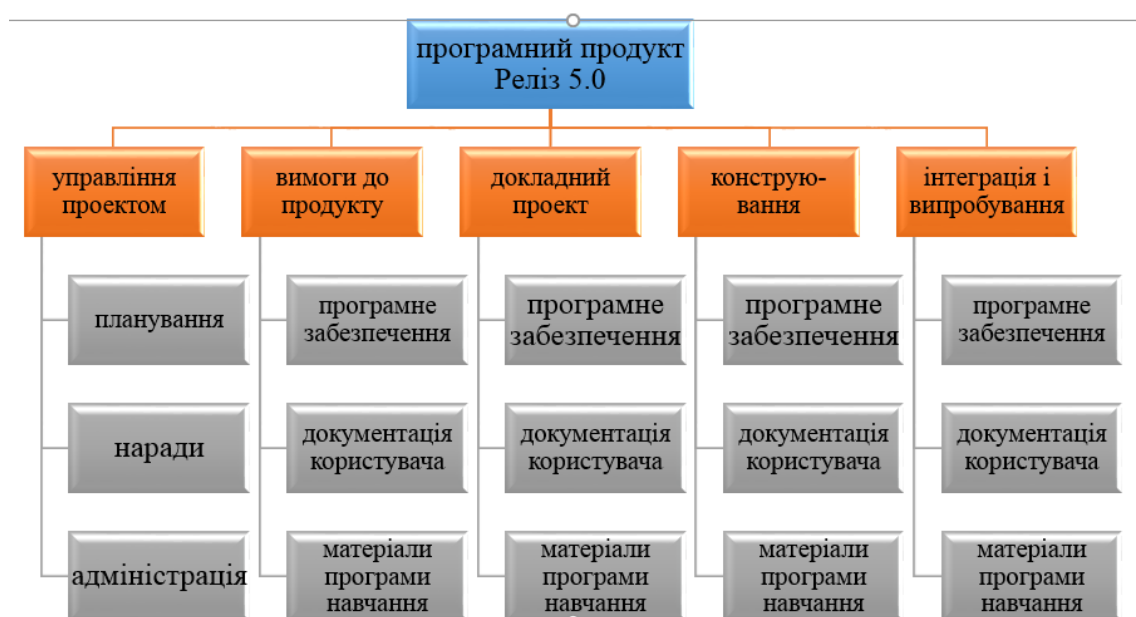 програмний продукт
Реліз 5.0
управління
проектом
вимоги до
продукту
докладний
проект
конструю-
вання
інтеграція і
випробування
планування
наради
адміністрація
програмне
забезпечення
документація
користувача
матеріали
програми
навчання
програмне
забезпечення
документація
користувача
матеріали
програми
навчання
програмне
забезпечення
документація
користувача
матеріали
програми
навчання
програмне
забезпечення
документація
користувача
матеріали
програми
навчання